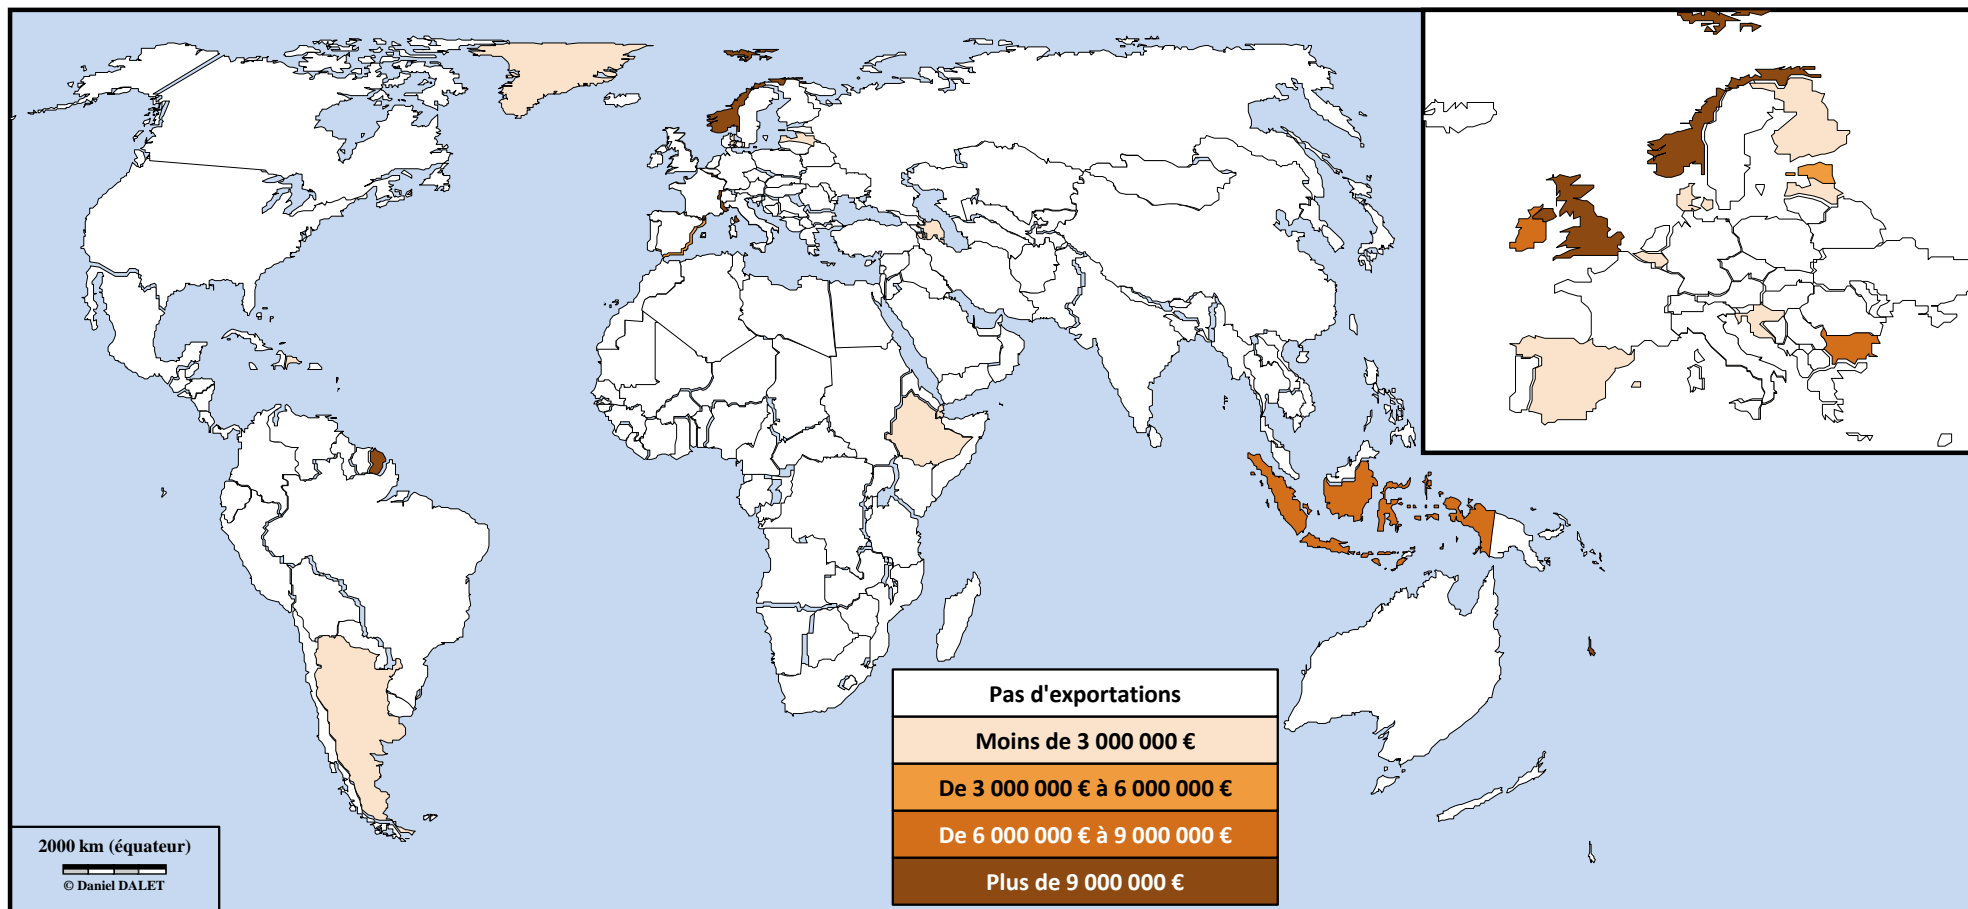 Pas d'exportations
Moins de 3 000 000 €
De 3 000 000 € à 6 000 000 €
De 6 000 000 € à 9 000 000 €
Plus de 9 000 000 €
2000 km (équateur)
© Daniel DALET